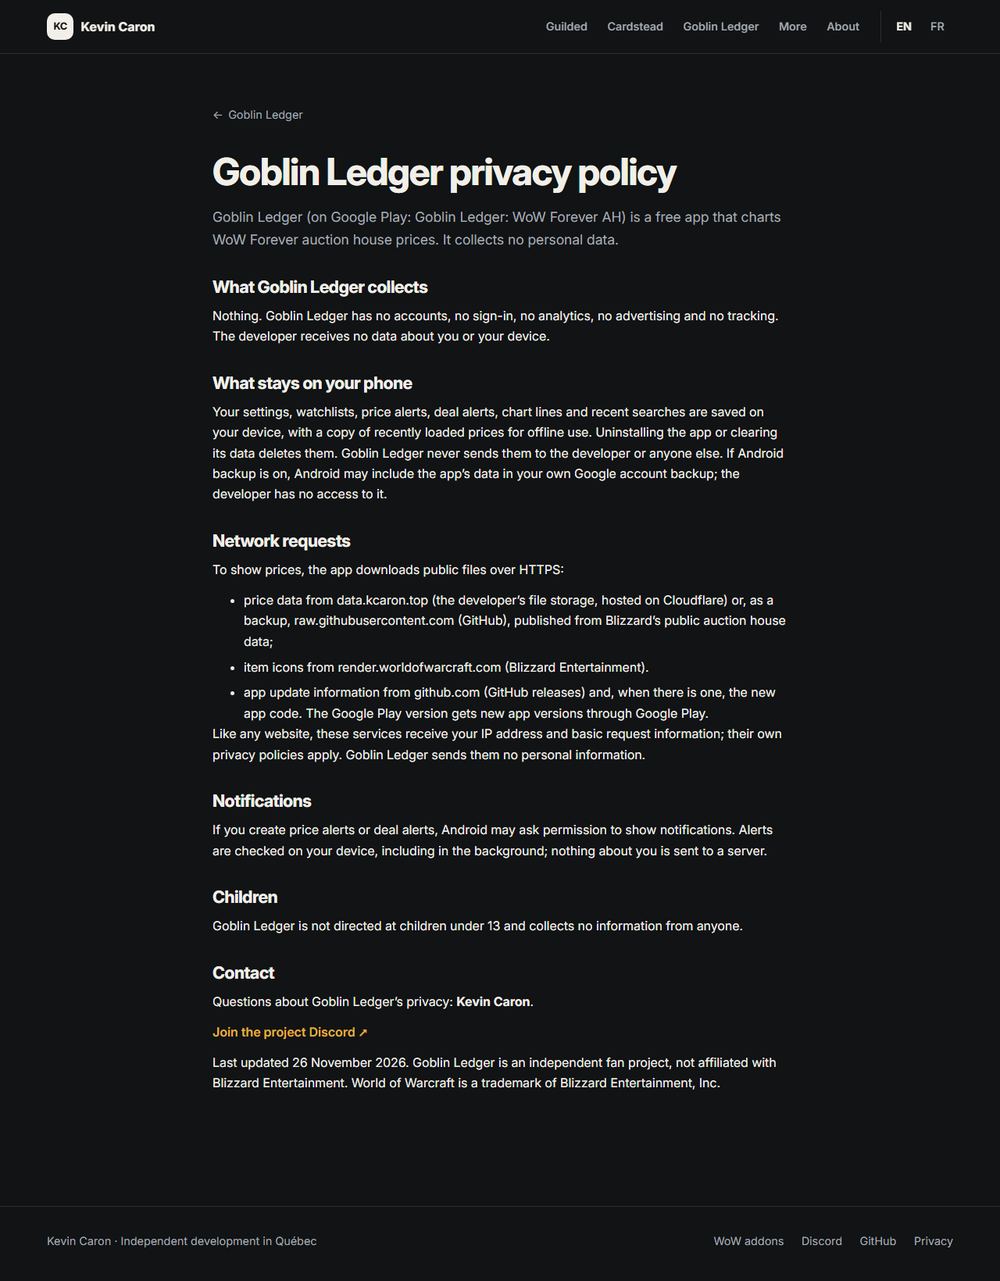 KC Kevin Caron
Guilded Cardstead Goblin Ledger More About EN FR
← Goblin Ledger
Goblin Ledger privacy policy
Goblin Ledger (on Google Play: Goblin Ledger: WoW Forever AH) is a free app that charts
WoW Forever auction house prices. It collects no personal data.
What Goblin Ledger collects
Nothing. Goblin Ledger has no accounts, no sign-in, no analytics, no advertising and no tracking.
The developer receives no data about you or your device.
What stays on your phone
Your settings, watchlists, price alerts, deal alerts, chart lines and recent searches are saved on
your device, with a copy of recently loaded prices for offline use. Uninstalling the app or clearing
its data deletes them. Goblin Ledger never sends them to the developer or anyone else. If Android
backup is on, Android may include the app’s data in your own Google account backup; the
developer has no access to it.
Network requests
To show prices, the app downloads public files over HTTPS:
• price data from data.kcaron.top (the developer’s file storage, hosted on Cloudflare) or, as a
backup, raw.githubusercontent.com (GitHub), published from Blizzard’s public auction house
data;
• item icons from render.worldofwarcraft.com (Blizzard Entertainment).
• app update information from github.com (GitHub releases) and, when there is one, the new
app code. The Google Play version gets new app versions through Google Play.
Like any website, these services receive your IP address and basic request information; their own
privacy policies apply. Goblin Ledger sends them no personal information.
Notifications
If you create price alerts or deal alerts, Android may ask permission to show notifications. Alerts
are checked on your device, including in the background; nothing about you is sent to a server.
Children
Goblin Ledger is not directed at children under 13 and collects no information from anyone.
Contact
Questions about Goblin Ledger’s privacy: Kevin Caron.
Join the project Discord ↗
Last updated 26 November 2026. Goblin Ledger is an independent fan project, not affiliated with
Blizzard Entertainment. World of Warcraft is a trademark of Blizzard Entertainment, Inc.
Kevin Caron · Independent development in Québec
WoW addons Discord GitHub Privacy